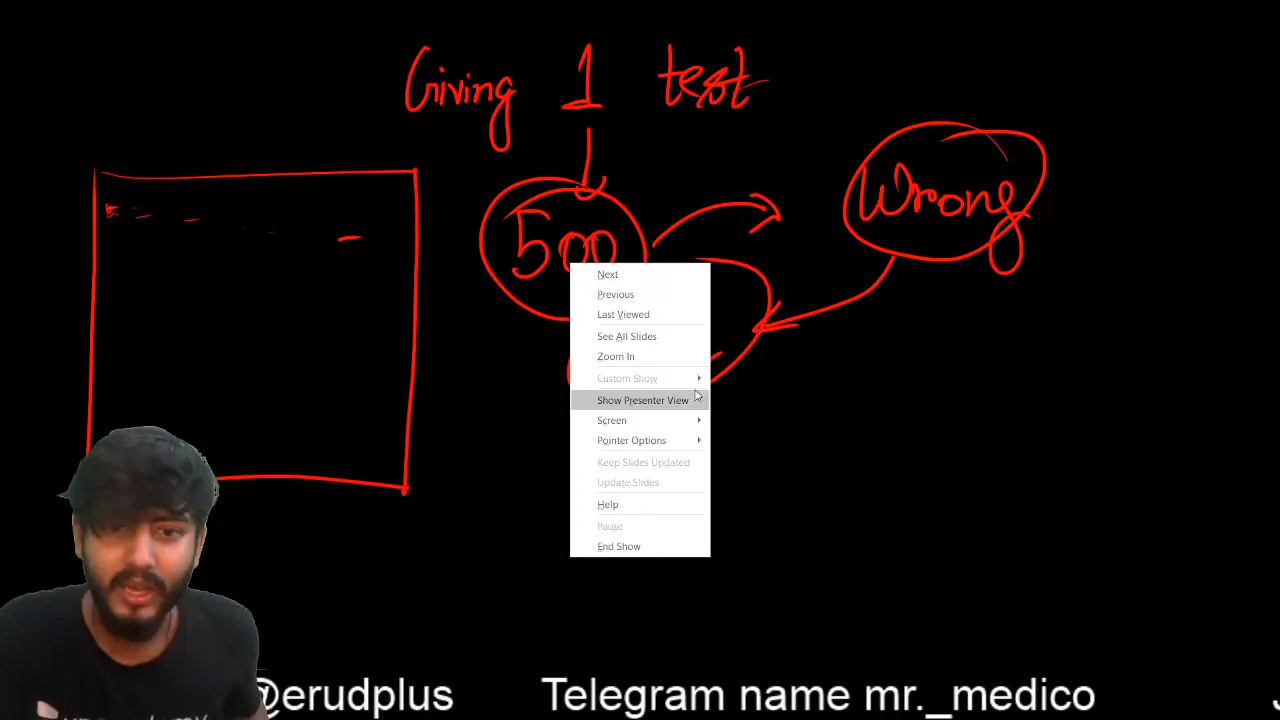 Giving 1 test
Wrong
500
Next
Previous
Last Viewed
See All Slides
Zoom In
Custom Show
Show Presenter View
Screen
Pointer Options
Keep Slides Updated
Update Slides
Help
Pause
End Show
@erudplus Telegram name mr._medico